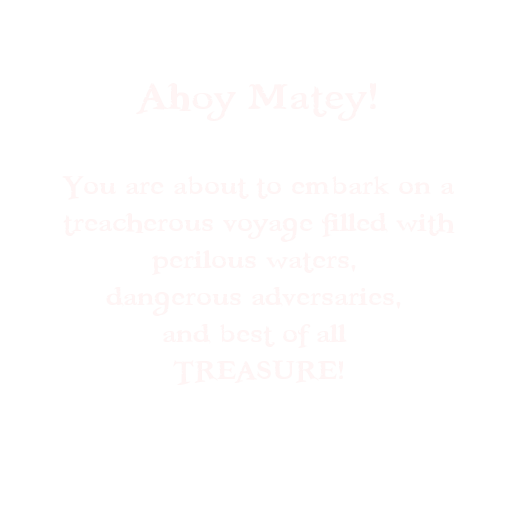 Ahoy Matey!
You are about to embark on a
treacherous voyage filled with
perilous waters,
dangerous adversaries,
and best of all
TREASURE!